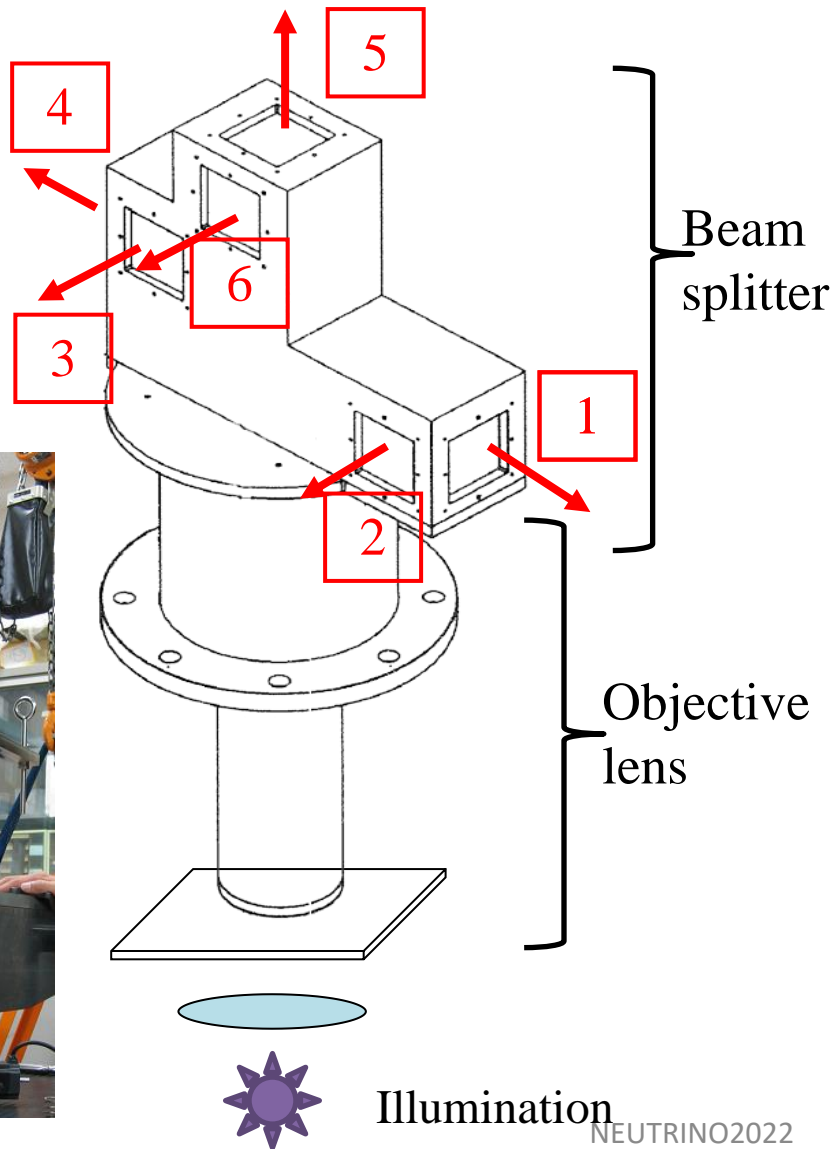 5
4
Beam
splitter
6
3
1
2
Objective
lens
Illumination
NEUTRINO2022